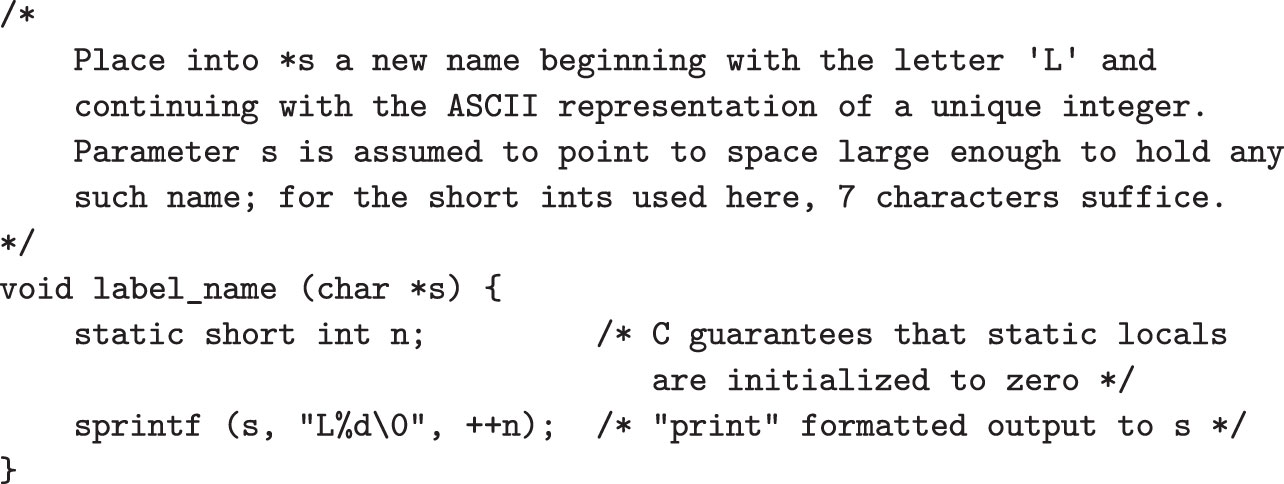 /*
    Place into *s a new name beginning with the letter 'L' and
    continuing with the ASCII representation of a unique integer.
    Parameter s is assumed to point to space large enough to hold any
    such name; for the short ints used here, 7 characters suffice.
*/
void label_name (char *s) {
    static short int n;         /* C guarantees that static locals
                                   are initialized to zero */
    sprintf (s, "L%d\0", ++n);  /* "print" formatted output to s */
}